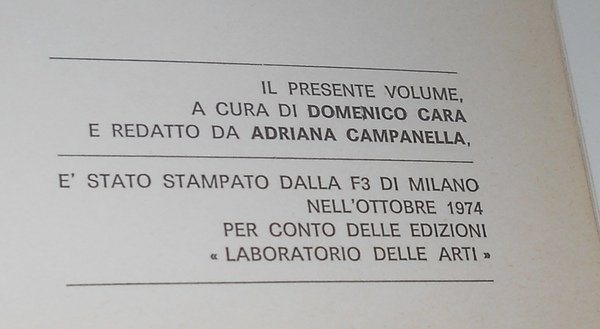 IL PRESENTE VOLUME,
A CURA DI DOMENICO CARA
E REDATTO DA ADRIANA CAMPANELLA,
E' STATO STAMPATO DALLA F3 DI MILANO
NELL'OTTOBRE 1974
PER CONTO DELLE EDIZIONI
« LABORATORIO DELLE ARTI »